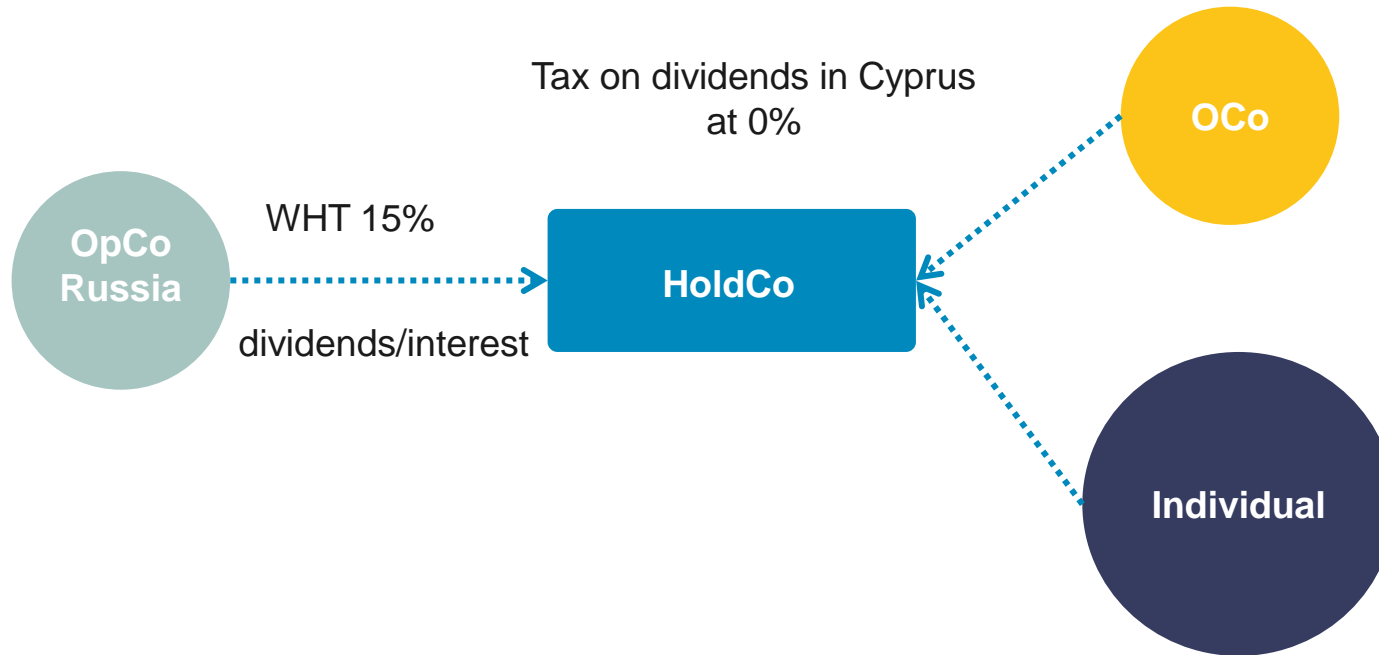 Tax on dividends in Cyprus
at 0%
OCo
WHT 15%
OpCo
Russia
HoldCo
dividends/interest
Individual